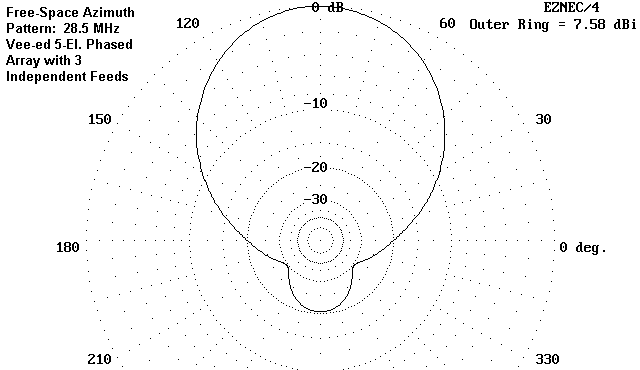 Free-Space Azimuth
Pattern: 28.5 MHz
Vee-ed 5-El. Phased
Array with 3
Independent Feeds
120
0 dB
60
EZNEC/4
Outer Ring = 7.58 dBi
-10
150
30
-20
-30
180
0 deg.
210
330